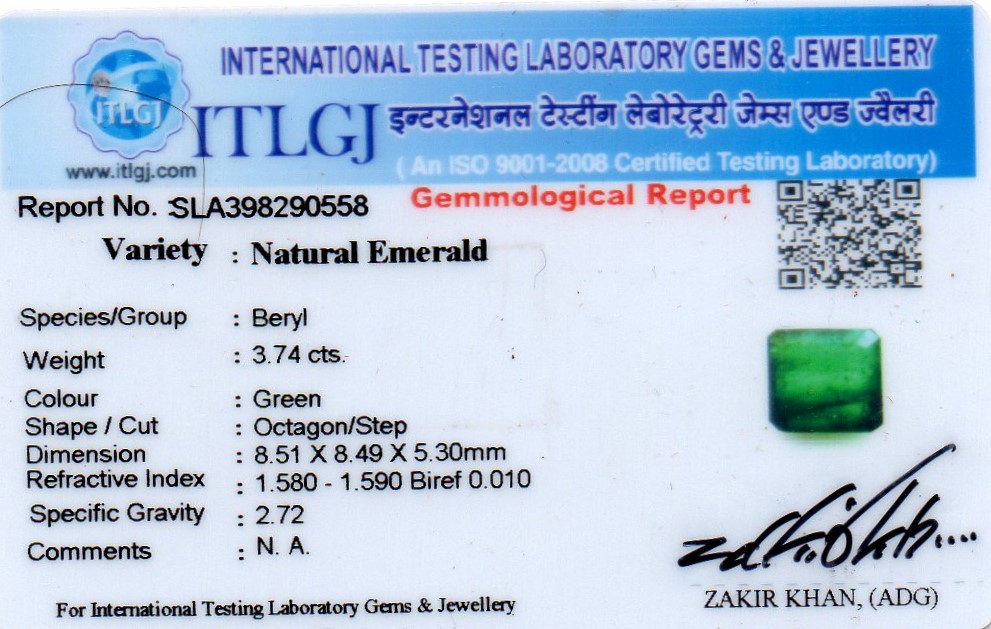 INTERNATIONAL TESTING LABORATORY GEMS & JEWELLERY
ITLGJ
ITLGJ
इन्टरनेशनल टेस्टींग लेबोरेट्री जेम्स एण्ड ज्वैलरी
www.itlgj.com
( An ISO 9001-2008 Certified Testing Laboratory)
Report No. SLA398290558
Gemmological Report
Variety : Natural Emerald
Species/Group : Beryl
Weight : 3.74 cts.
Colour : Green
Shape / Cut : Octagon/Step
Dimension : 8.51 X 8.49 X 5.30mm
Refractive Index : 1.580 - 1.590 Biref 0.010
Specific Gravity : 2.72
Comments : N. A.
ZAKIR KHAN, (ADG)
For International Testing Laboratory Gems & Jewellery